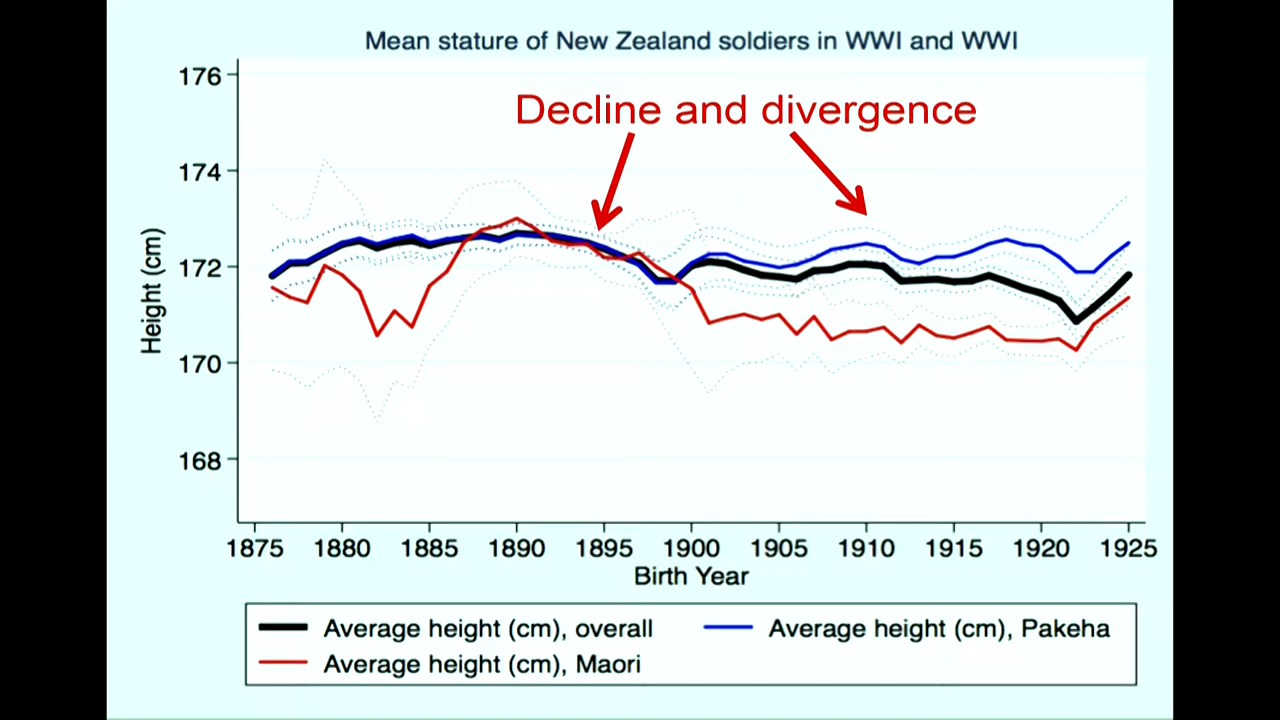 Mean stature of New Zealand soldiers in WWI and WWI
Decline and divergence
176
174
172
170
168
Height (cm)
1875 1880 1885 1890 1895 1900 1905 1910 1915 1920 1925
Birth Year
Average height (cm), overall Average height (cm), Pakeha
Average height (cm), Maori